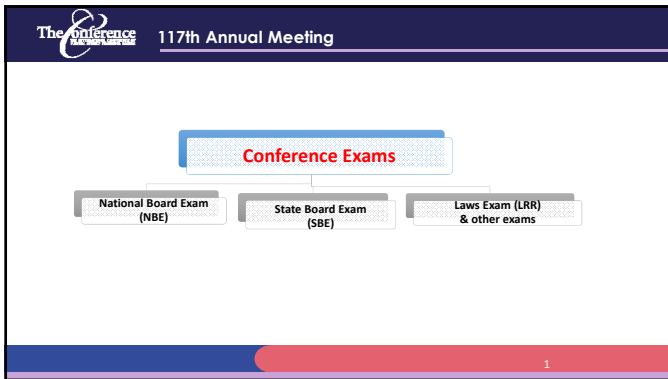 The Conference
117th Annual Meeting
Conference Exams
National Board Exam
(NBE)
State Board Exam
(SBE)
Laws Exam (LRR)
& other exams
1